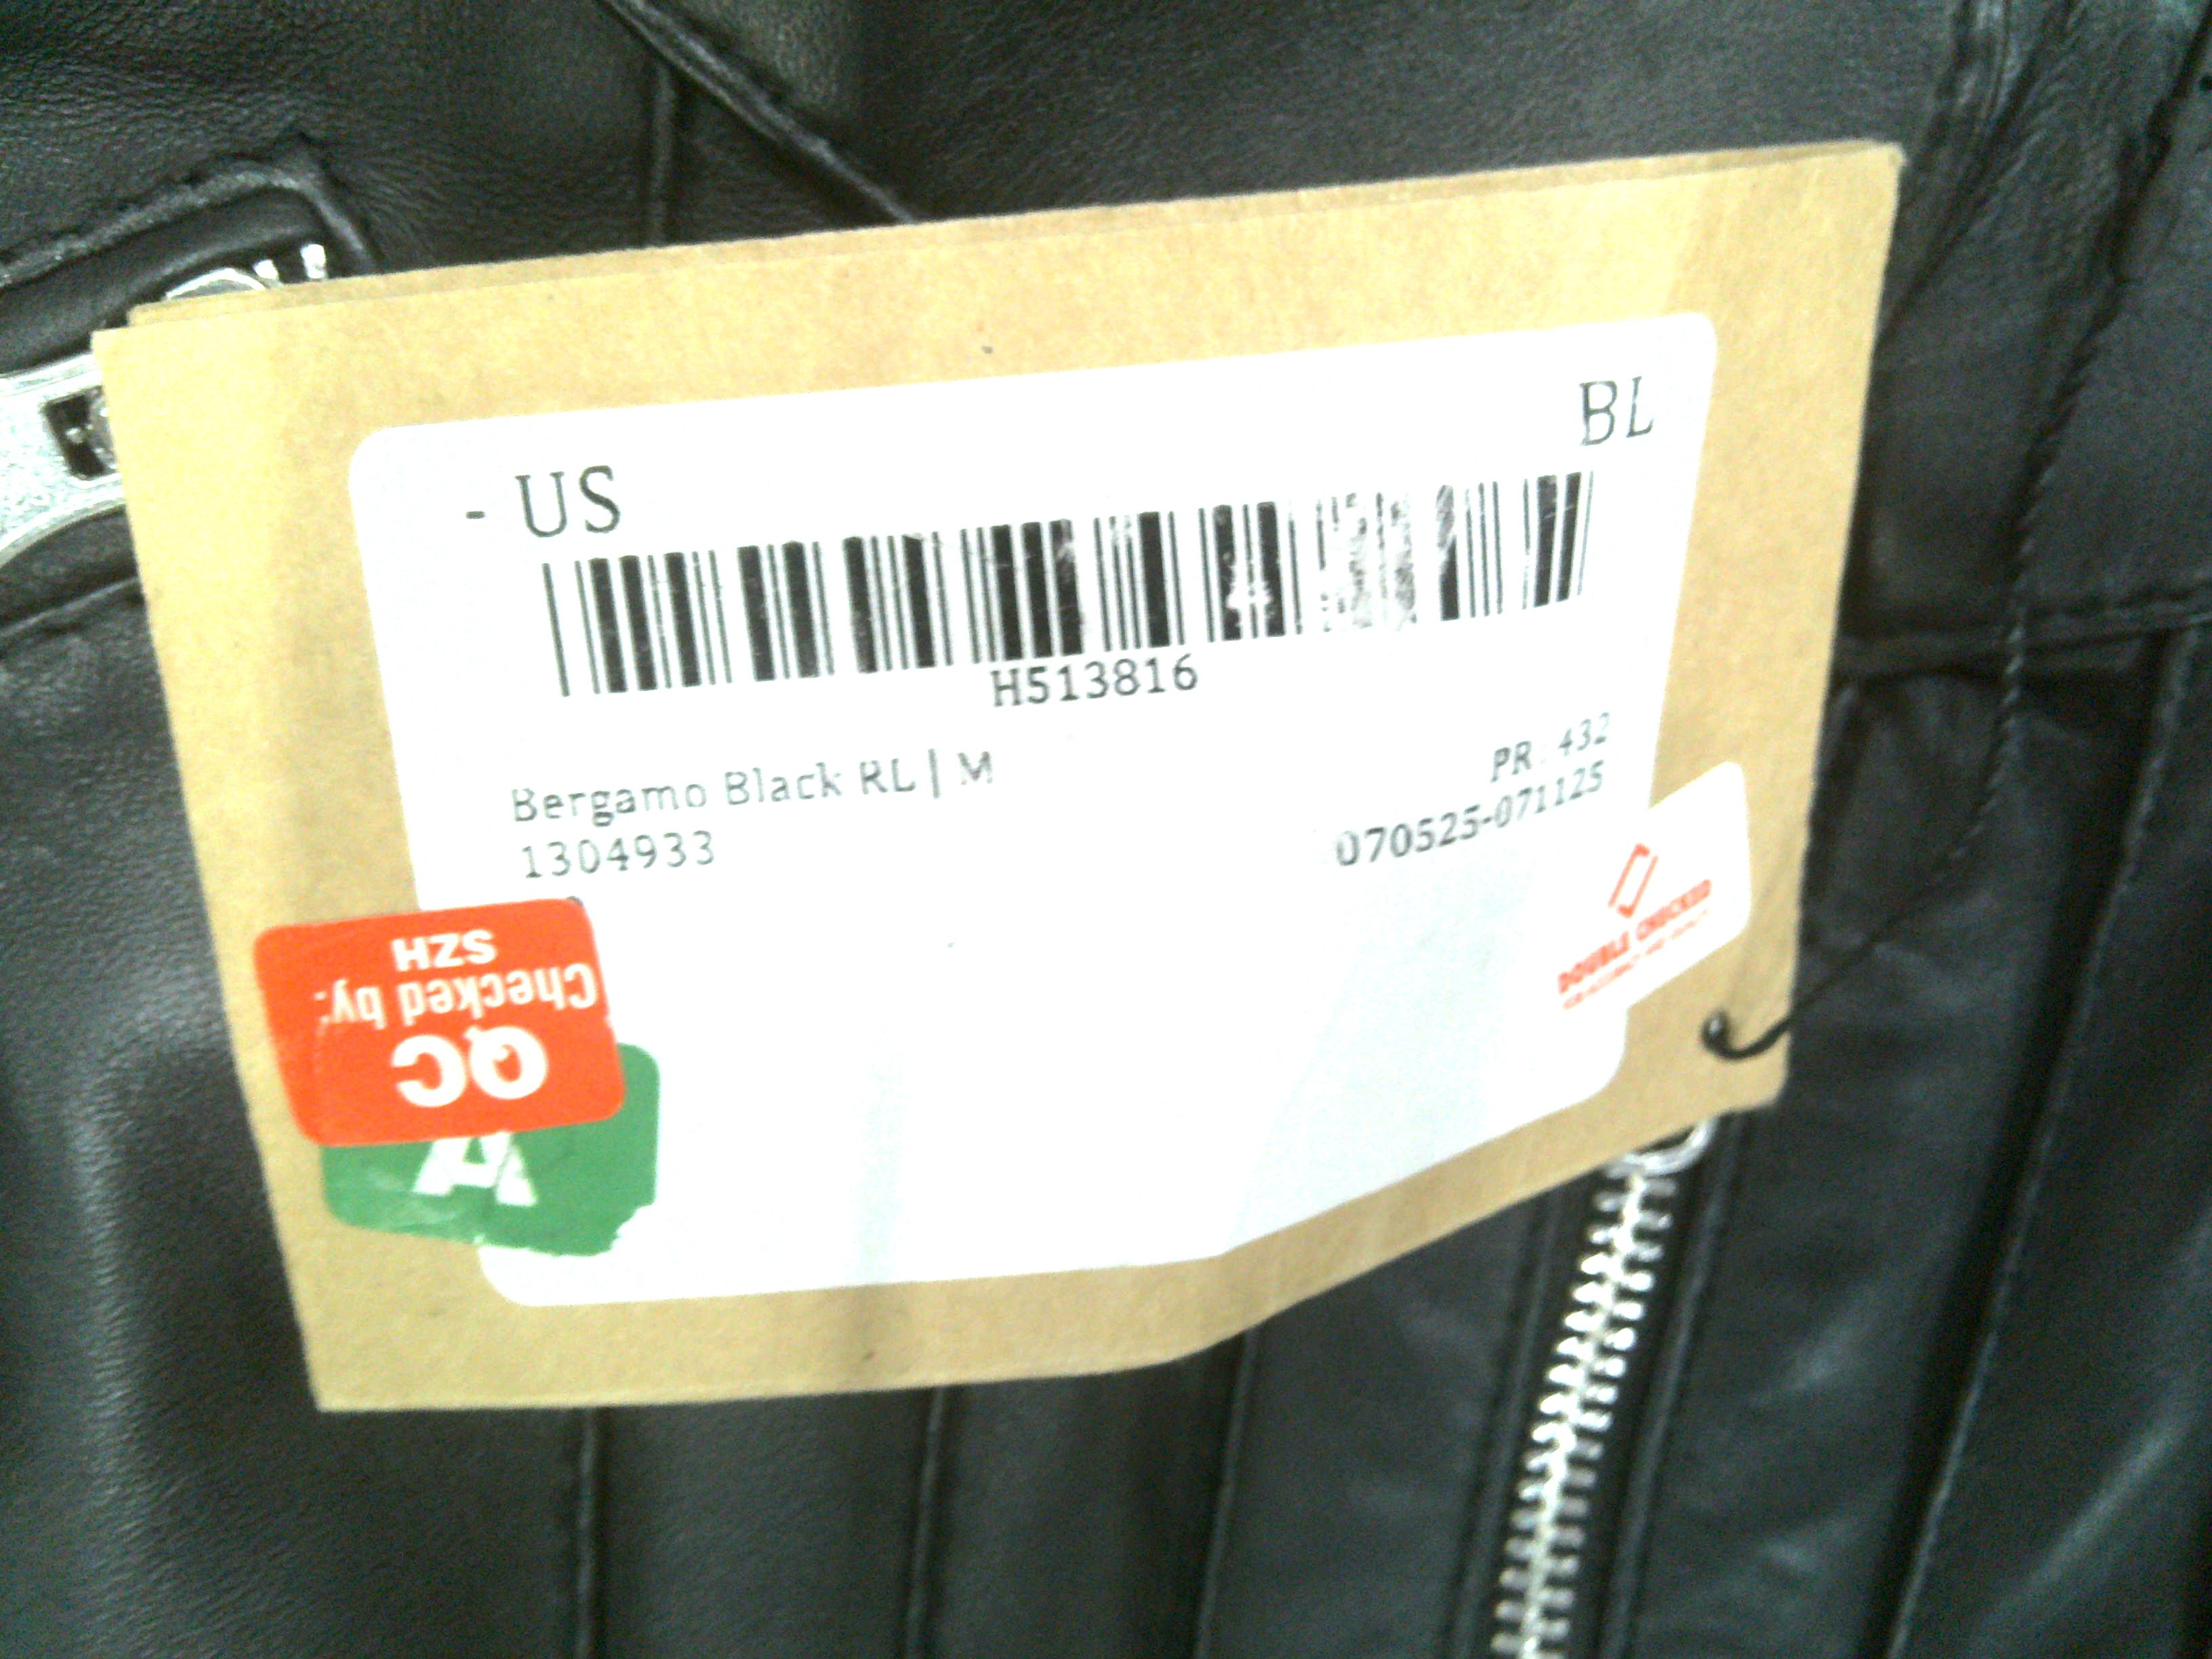 - US
BL
H513816
Bergamo Black RL | M
PR : 432
1304933
070525-071125
DOUBLE CHECKED
QC
Checked by:
SZH
A